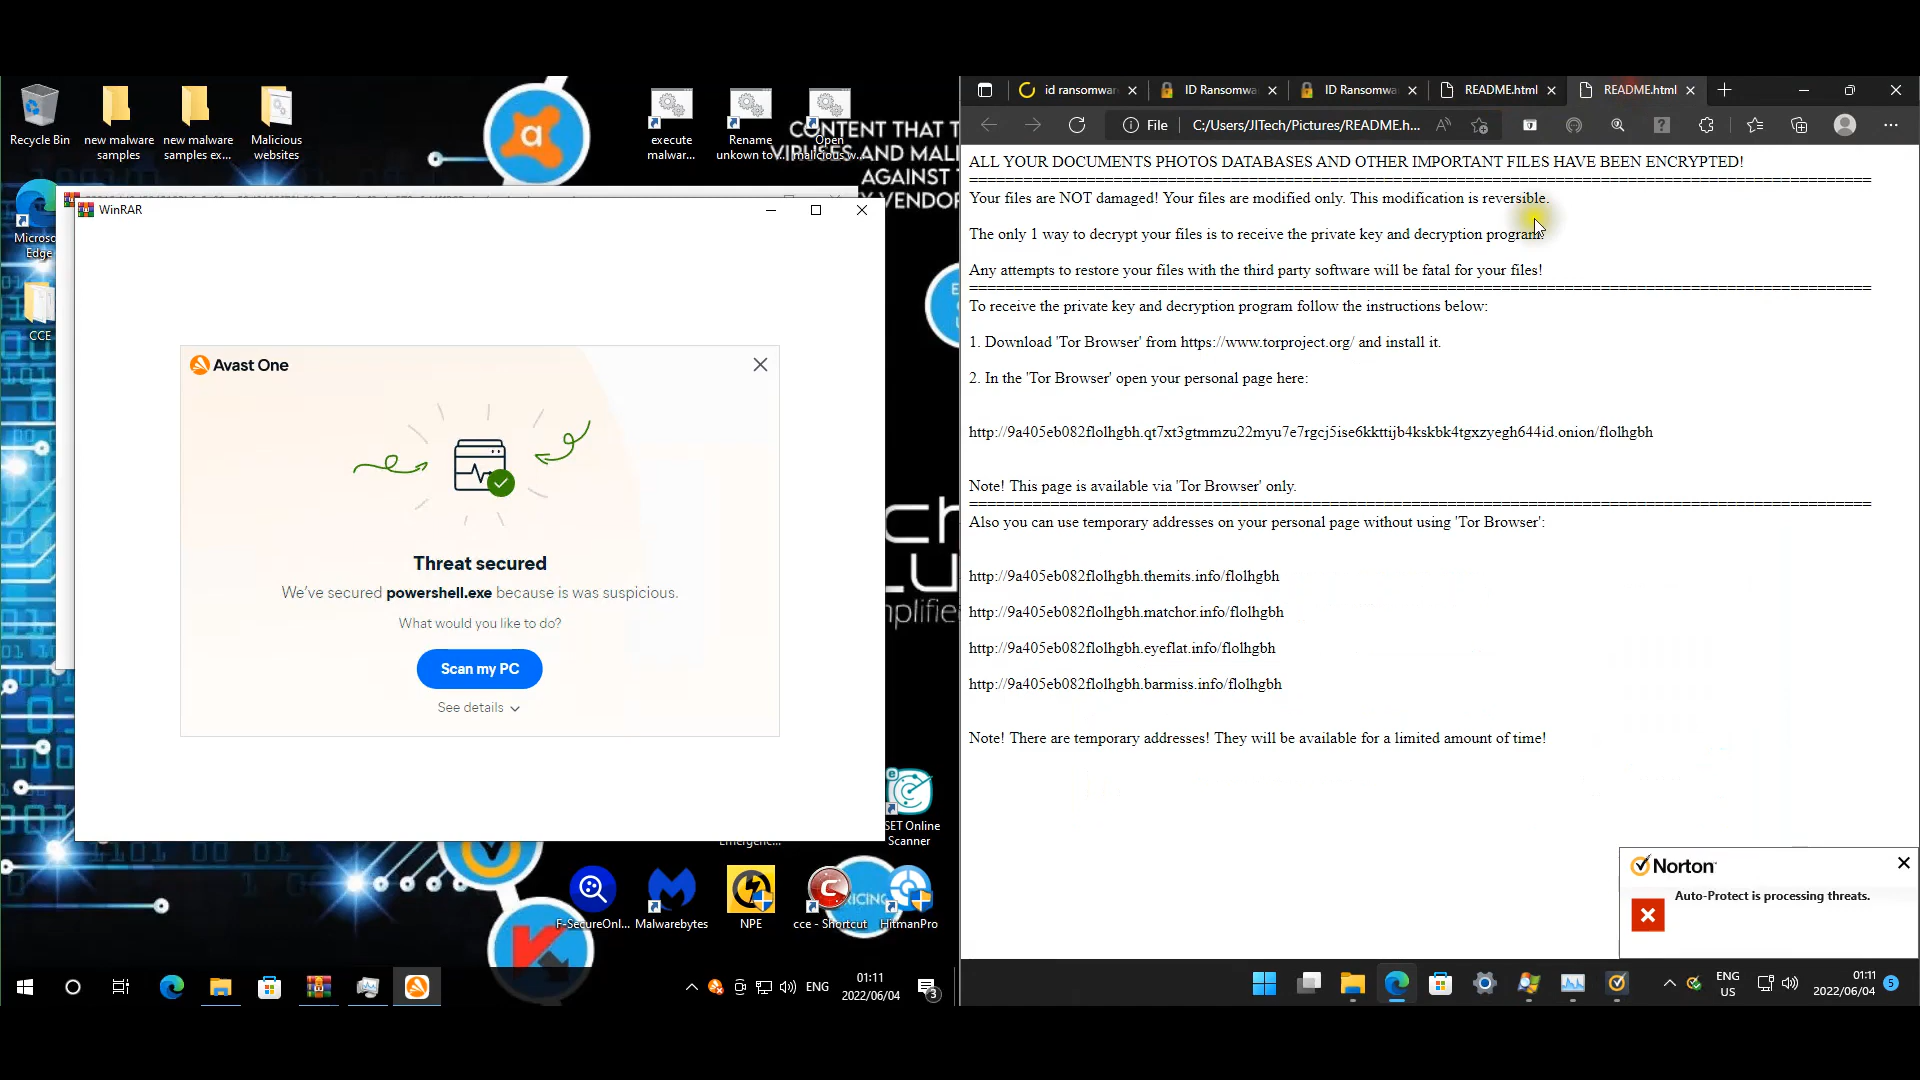 Recycle Bin
new malware samples
new malware samples ex...
Malicious websites
execute malwar...
Rename unkown to...
Open malicious w...
CONTENT THAT T
VIRUSES AND MALI
AGAINST
Y VENDOR
Microso
Edge
CCE
WinRAR
Avast One
Threat secured
We've secured powershell.exe because is was suspicious.
What would you like to do?
Scan my PC
See details
ch
LU
mplifie
SET Online
Scanner
Emergenc...
F-SecureOnl...
Malwarebytes
NPE
cce - Shortcut
HitmanPro
RICING
ENG
01:11
2022/06/04
3
id ransomwar
ID Ransomwa
ID Ransomwa
README.html
README.html
File
C:/Users/JITech/Pictures/README.h...
ALL YOUR DOCUMENTS PHOTOS DATABASES AND OTHER IMPORTANT FILES HAVE BEEN ENCRYPTED!
====================================================================================================
Your files are NOT damaged! Your files are modified only. This modification is reversible.
The only 1 way to decrypt your files is to receive the private key and decryption program.
Any attempts to restore your files with the third party software will be fatal for your files!
====================================================================================================
To receive the private key and decryption program follow the instructions below:
1. Download 'Tor Browser' from https://www.torproject.org/ and install it.
2. In the 'Tor Browser' open your personal page here:
http://9a405eb082flolhgbh.qt7xt3gtmmzu22myu7e7rgcj5ise6kkttijb4kskbk4tgxzyegh644id.onion/flolhgbh
Note! This page is available via 'Tor Browser' only.
====================================================================================================
Also you can use temporary addresses on your personal page without using 'Tor Browser':
http://9a405eb082flolhgbh.themits.info/flolhgbh
http://9a405eb082flolhgbh.matchor.info/flolhgbh
http://9a405eb082flolhgbh.eyeflat.info/flolhgbh
http://9a405eb082flolhgbh.barmiss.info/flolhgbh
Note! There are temporary addresses! They will be available for a limited amount of time!
Norton
Auto-Protect is processing threats.
ENG
US
01:11
2022/06/04
5